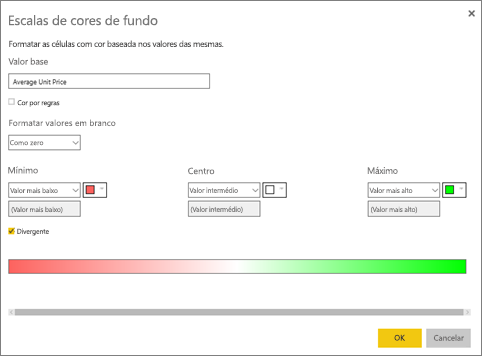 Escalas de cores de fundo
Formatar as células com cor baseada nos valores das mesmas.
Valor base
Average Unit Price
Cor por regras
Formatar valores em branco
Como zero
Mínimo Centro Máximo
Valor mais baixo Valor intermédio Valor mais alto
(Valor mais baixo) (Valor intermédio) (Valor mais alto)
Divergente
OK Cancelar